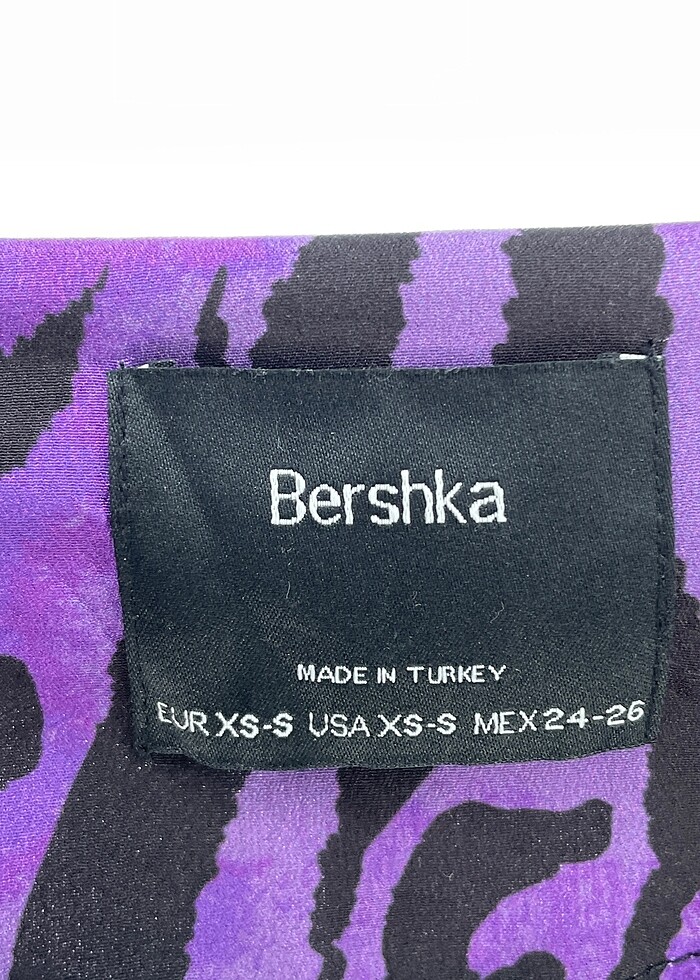 Bershka
MADE IN TURKEY
EUR XS-S USA XS-S MEX 24-26